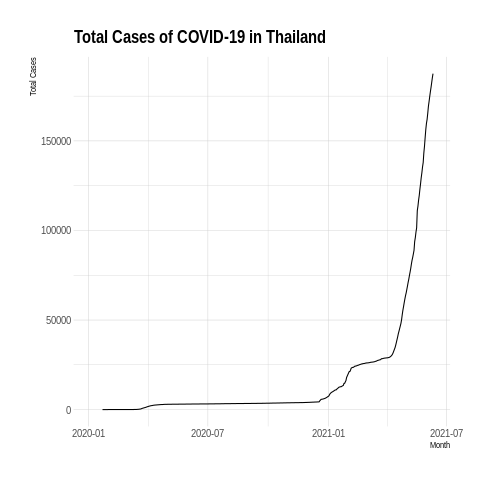 Total Cases of COVID-19 in Thailand
Total Cases
150000
100000
50000
0
2020-01 2020-07 2021-01 2021-07
Month